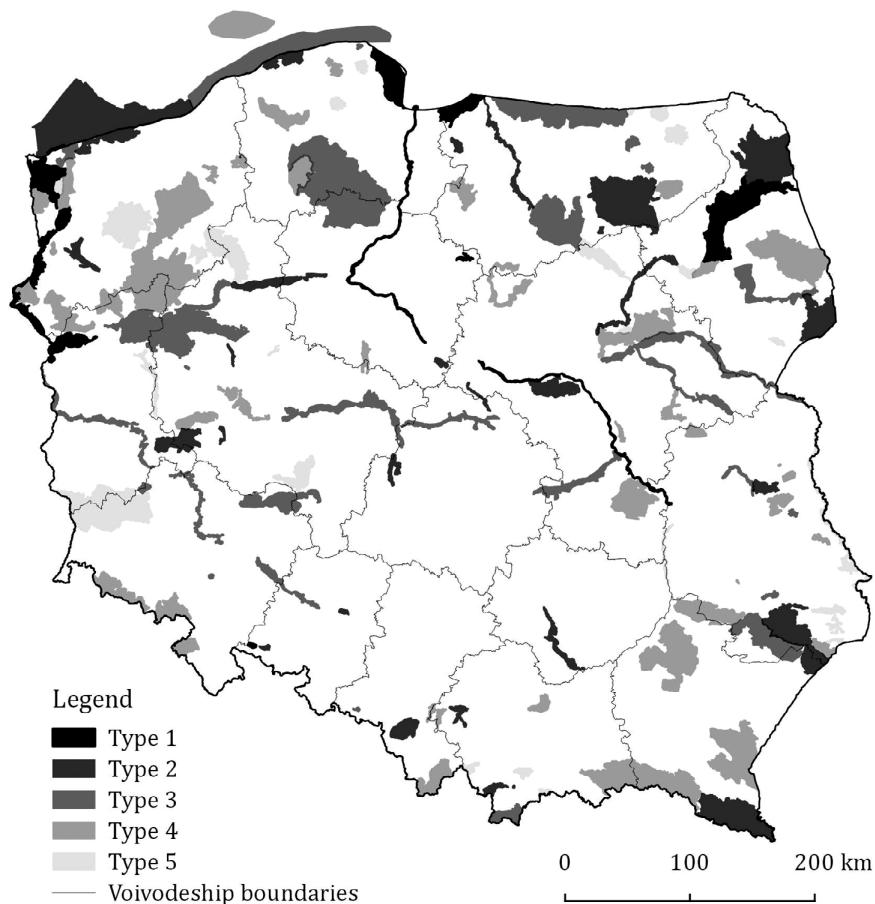 Legend
Type 1
Type 2
Type 3
Type 4
Type 5
Voivodeship boundaries
0 100 200 km